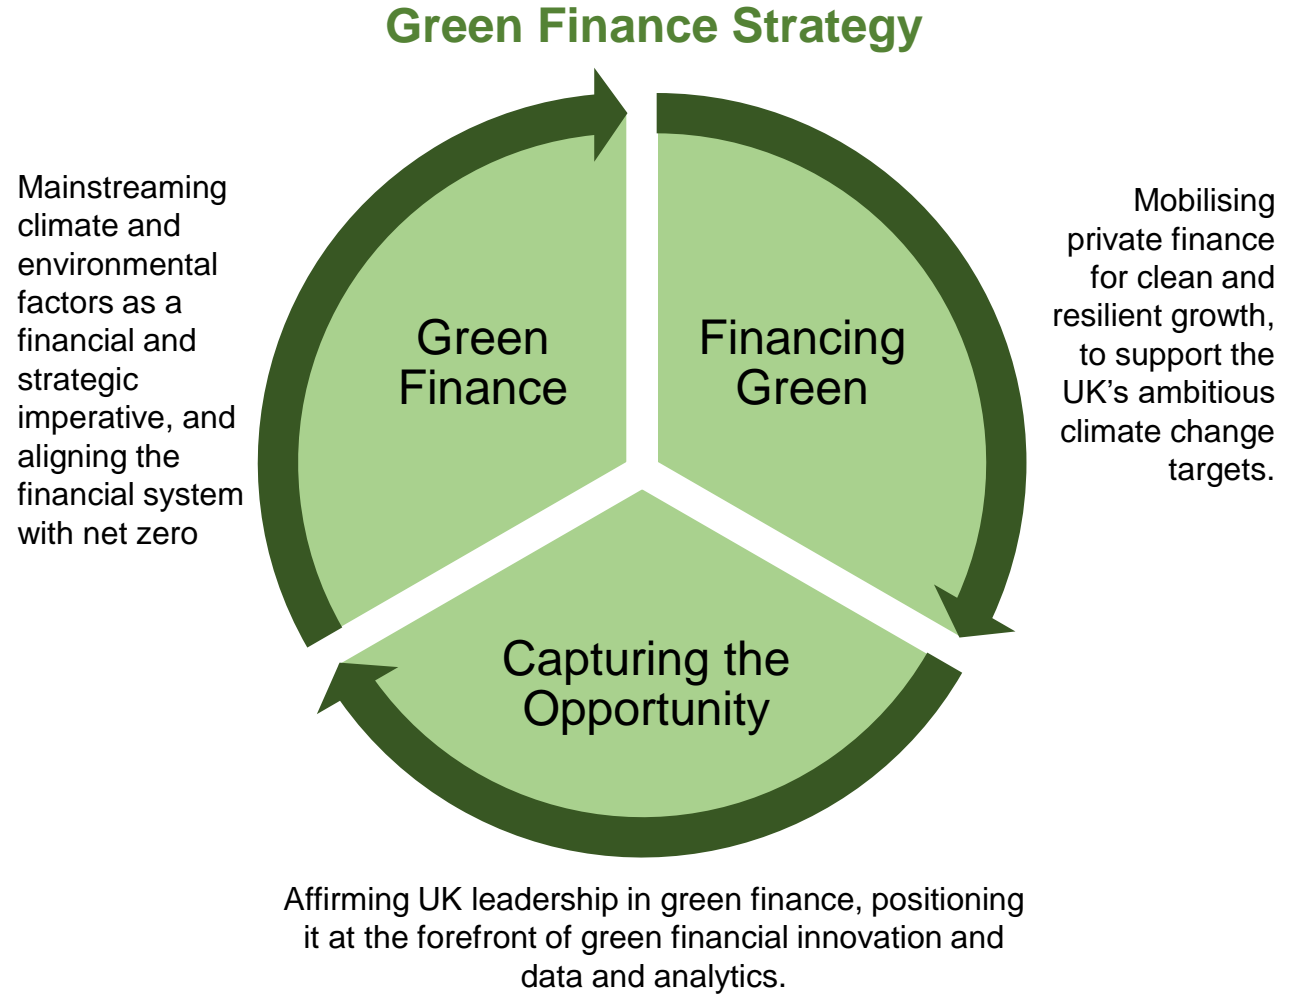 Green Finance Strategy
Mainstreaming
climate and
environmental
factors as a
financial and
strategic
imperative, and
aligning the
financial system
with net zero
Green
Finance
Financing
Green
Mobilising
private finance
for clean and
resilient growth,
to support the
UK’s ambitious
climate change
targets.
Capturing the
Opportunity
Affirming UK leadership in green finance, positioning
it at the forefront of green financial innovation and
data and analytics.